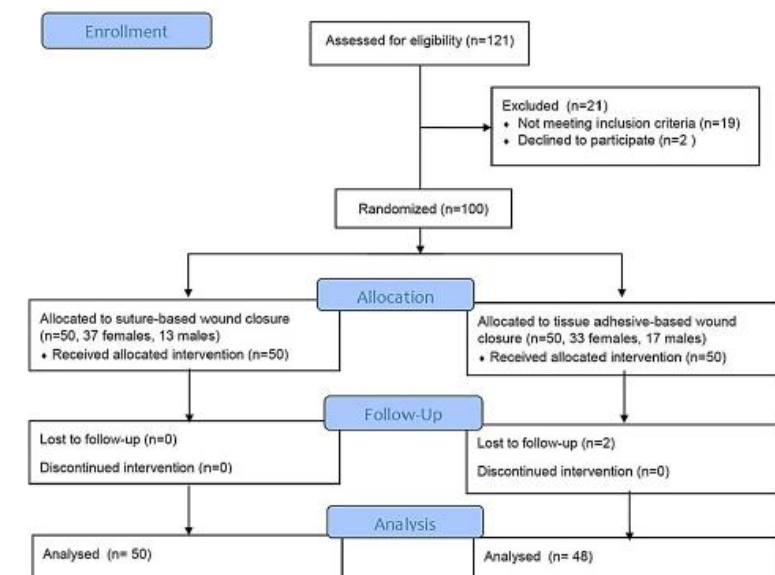 Enrollment
Assessed for eligibility (n=121)
Excluded (n=21)
♦ Not meeting inclusion criteria (n=19)
♦ Declined to participate (n=2 )
Randomized (n=100)
Allocation
Allocated to suture-based wound closure
(n=50, 37 females, 13 males)
♦ Received allocated intervention (n=50)
Allocated to tissue adhesive-based wound
closure (n=50, 33 females, 17 males)
♦ Received allocated intervention (n=50)
Follow-Up
Lost to follow-up (n=0)
Discontinued intervention (n=0)
Lost to follow-up (n=2)
Discontinued intervention (n=0)
Analysis
Analysed (n= 50)
Analysed (n= 48)